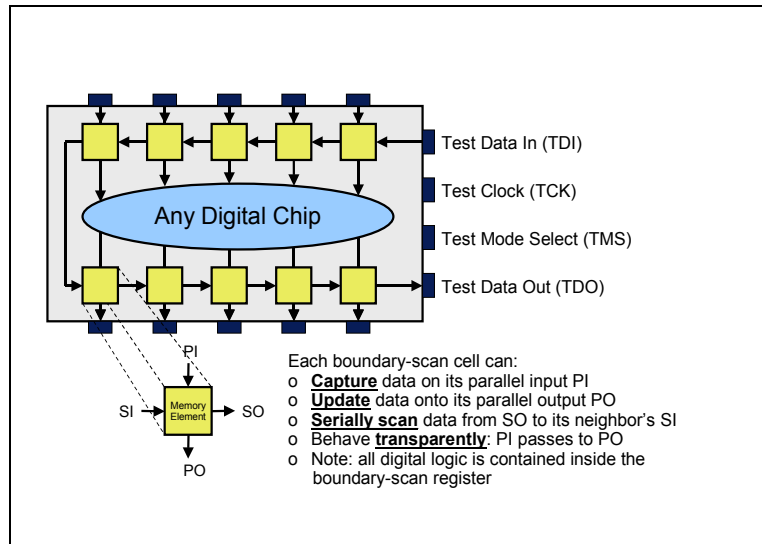 Test Data In (TDI)
Test Clock (TCK)
Any Digital Chip
Test Mode Select (TMS)
Test Data Out (TDO)
PI
SI
Memory
Element
SO
PO
Each boundary-scan cell can:
o Capture data on its parallel input PI
o Update data onto its parallel output PO
o Serially scan data from SO to its neighbor's SI
o Behave transparently: PI passes to PO
o Note: all digital logic is contained inside the
boundary-scan register